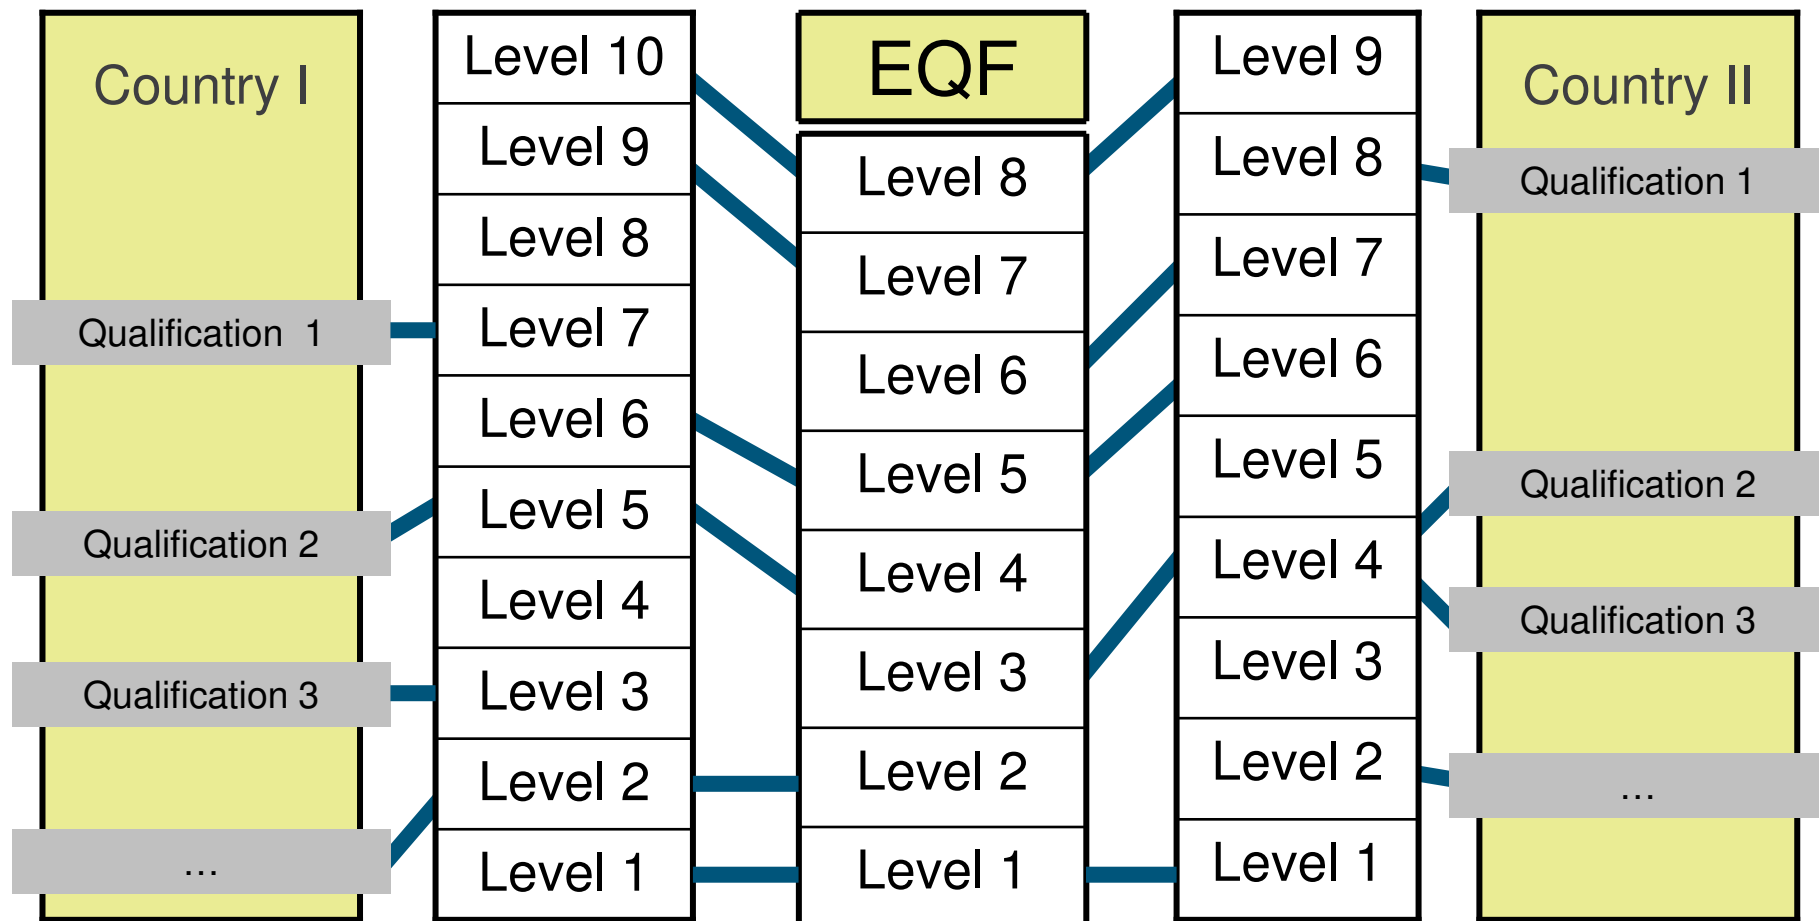 Country I
Qualification 1
Qualification 2
Qualification 3
...
Level 10
Level 9
Level 8
Level 7
Level 6
Level 5
Level 4
Level 3
Level 2
Level 1
EQF
Level 8
Level 7
Level 6
Level 5
Level 4
Level 3
Level 2
Level 1
Level 9
Level 8
Level 7
Level 6
Level 5
Level 4
Level 3
Level 2
Level 1
Country II
Qualification 1
Qualification 2
Qualification 3
...